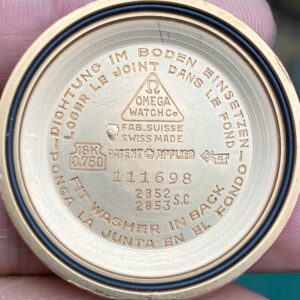 DICHTUNG IM BODEN EINSETZEN
LOGER LE JOINT DANS LE FOND
Ω
OMEGA
WATCH Co
FAB. SUISSE
SWISS MADE
PATENT APPLIED
18K
0,750
111698
2852
2853 S.C
FIT WASHER IN BACK
PONGA LA JUNTA EN EL FONDO